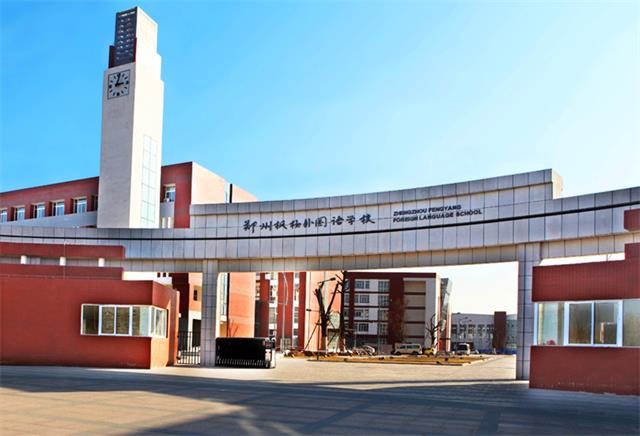 郑州枫杨外国语学校
ZHENGZHOU FENGYANG
FOREIGN LANGUAGE SCHOOL